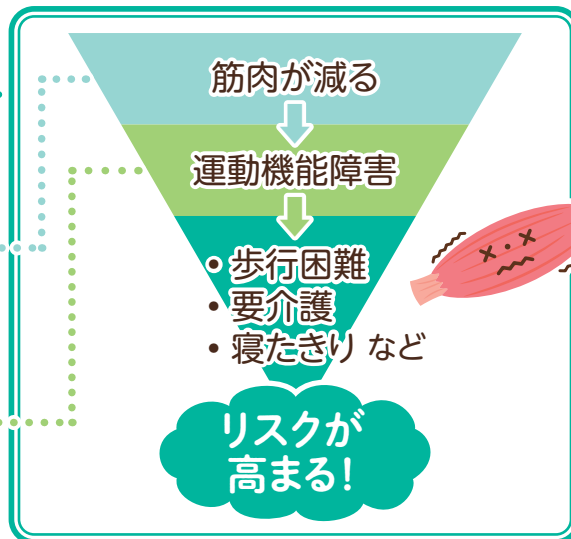 筋肉が減る
運動機能障害
・歩行困難
・要介護
・寝たきり など
リスクが
高まる!